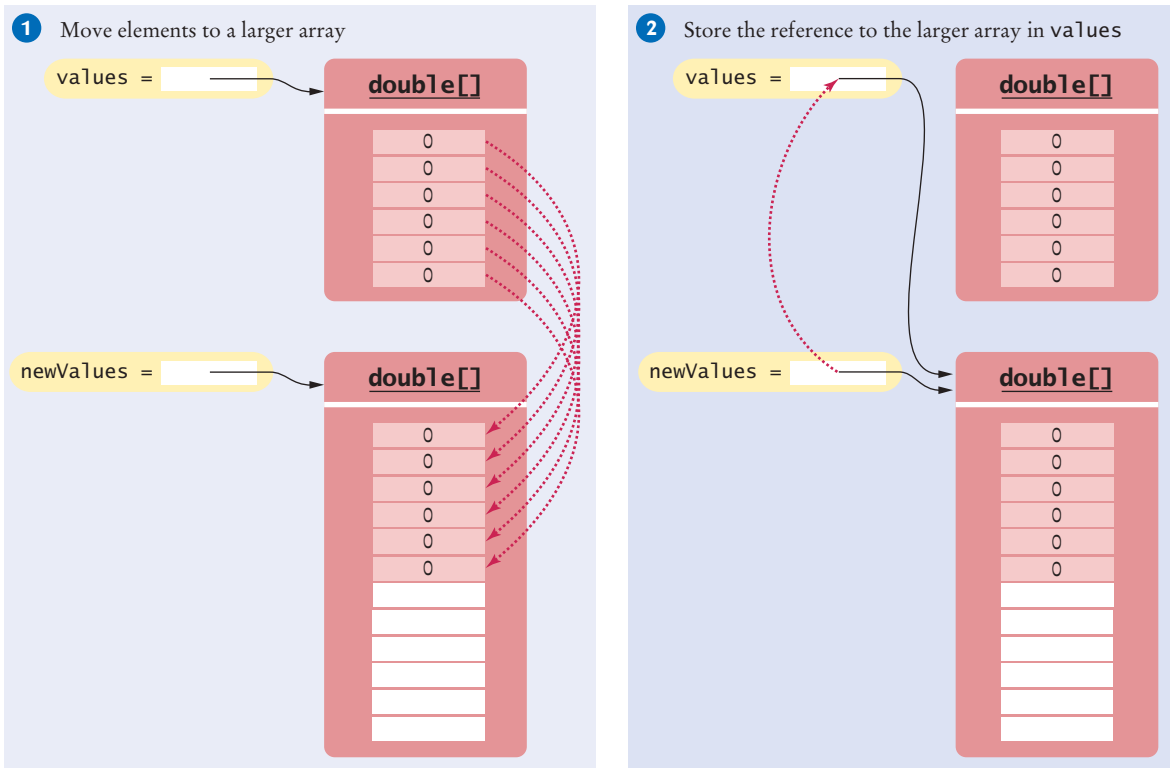 1 Move elements to a larger array
values =
double[]
0
0
0
0
0
0
newValues =
double[]
0
0
0
0
0
0
2 Store the reference to the larger array in values
values =
double[]
0
0
0
0
0
0
newValues =
double[]
0
0
0
0
0
0